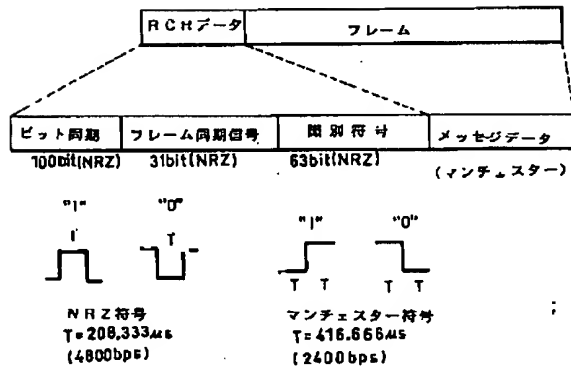 RCHデータ フレーム
ビット同期 フレーム同期信号 識別符号 メッセジデータ
100bit(NRZ) 31bit(NRZ) 63bit(NRZ) (マンチェスター)
"1" "0" "1" "0"
T T
T T T T
NRZ符号 マンチェスター符号
T=208.333μs T=416.666μs
(4800bps) (2400bps)